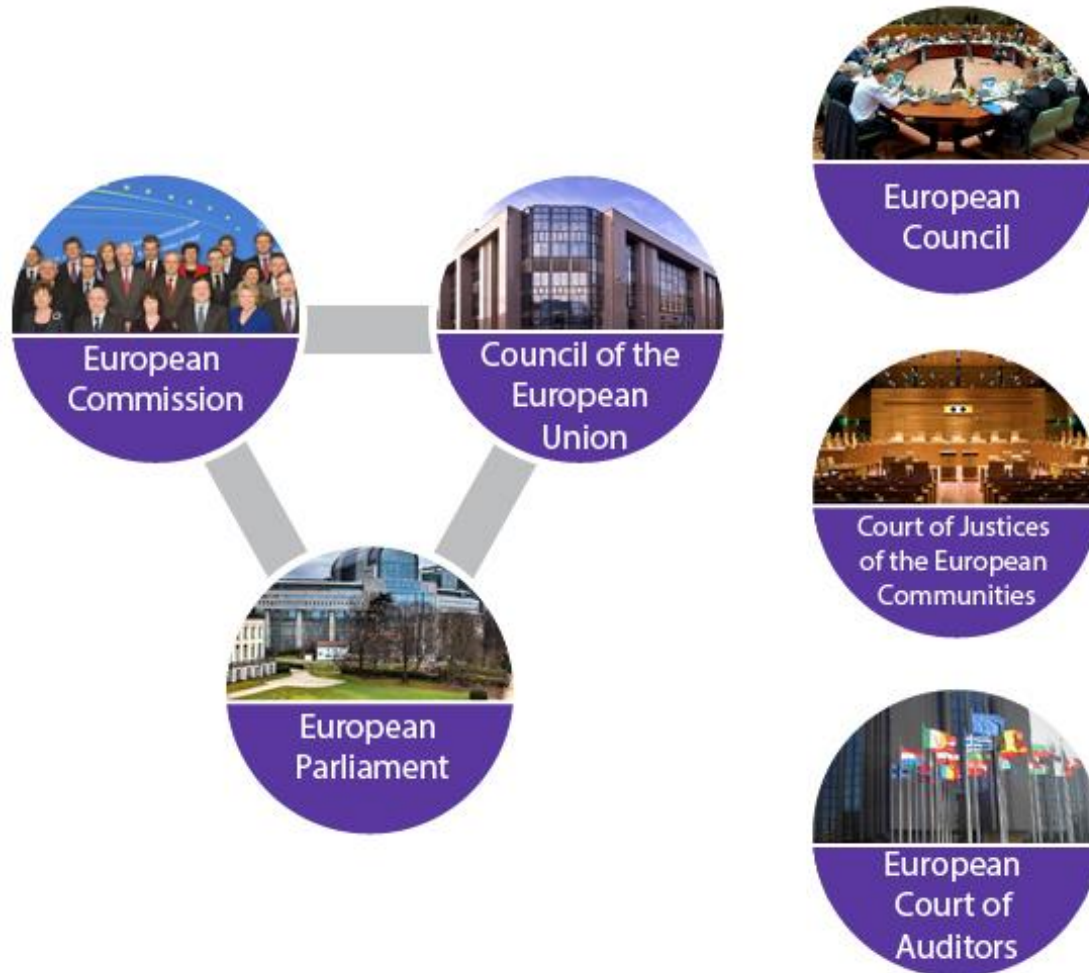 European
Commission
Council of the
European
Union
European
Parliament
European
Council
Court of Justices
of the European
Communities
European
Court of
Auditors